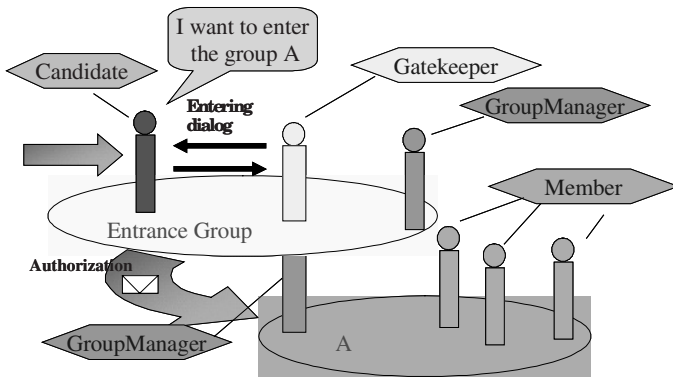 I want to enter
the group A
Candidate
Gatekeeper
Entering
dialog
GroupManager
Member
Entrance Group
Authorization
GroupManager
A